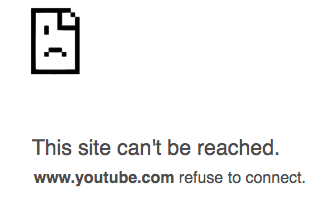 This site can't be reached.
www.youtube.com refuse to connect.